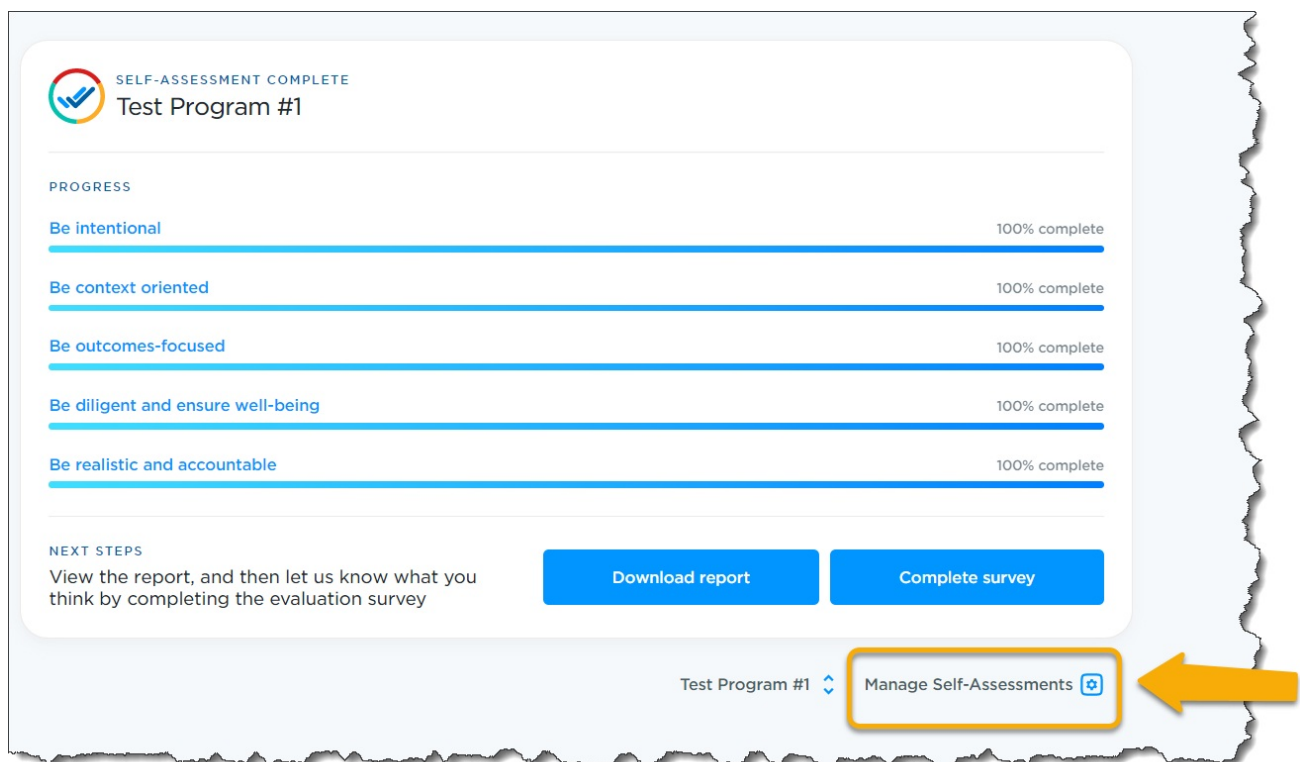 SELF-ASSESSMENT COMPLETE
Test Program #1
PROGRESS
Be intentional
100% complete
Be context oriented
100% complete
Be outcomes-focused
100% complete
Be diligent and ensure well-being
100% complete
Be realistic and accountable
100% complete
NEXT STEPS
View the report, and then let us know what you
think by completing the evaluation survey
Download report
Complete survey
Test Program #1
Manage Self-Assessments